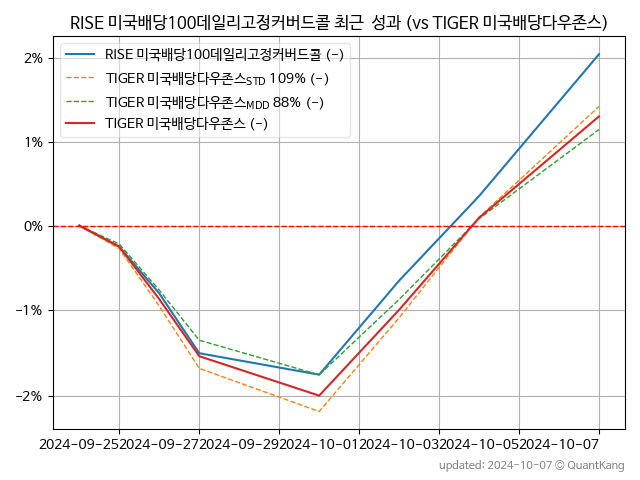 RISE 미국배당100데일리고정커버드콜 최근  성과 (vs TIGER 미국배당다우존스)
RISE 미국배당100데일리고정커버드콜 (-)
TIGER 미국배당다우존스STD 109% (-)
TIGER 미국배당다우존스MDD 88% (-)
TIGER 미국배당다우존스 (-)
2%
1%
0%
-1%
-2%
2024-09-25 2024-09-27 2024-09-29 2024-10-01 2024-10-03 2024-10-05 2024-10-07
updated: 2024-10-07 © QuantKang